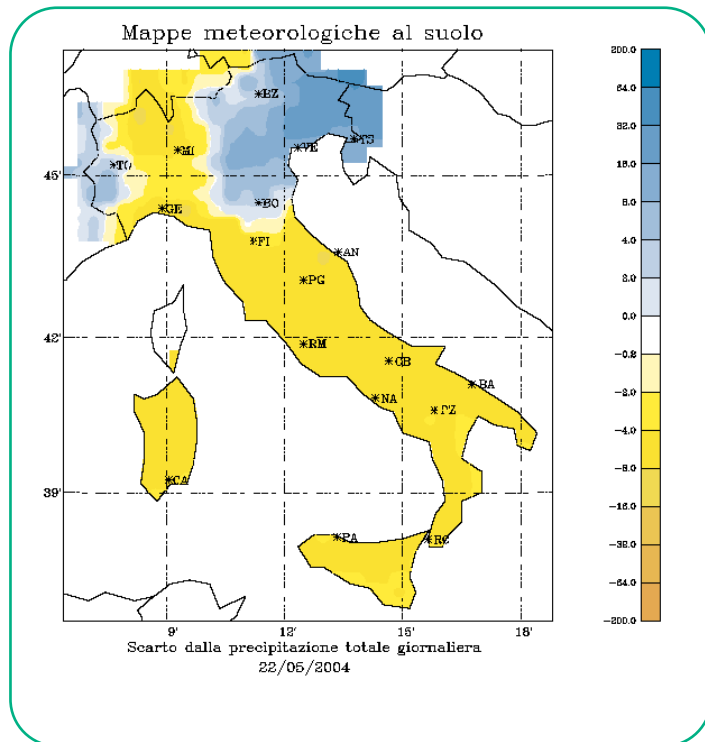 Mappe meteorologiche al suolo
200.0
64.0
32.0
16.0
8.0
4.0
2.0
0.0
-0.2
-2.0
-4.0
-8.0
-16.0
-32.0
-64.0
-200.0
BZ
TS
VE
MI
TO
45'
BO
GE
FI
AN
PG
42'
RM
CB
BA
NA
PZ
CA
39'
PA
RC
9'
12'
15'
18'
Scarto dalla precipitazione totale giornaliera
22/05/2004